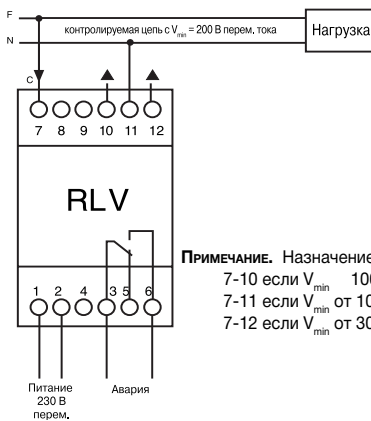 F
контролируемая цепь с Vmin = 200 В перем. тока
Нагрузка
N
C
7 8 9 10 11 12
RLV
Примечание. Назначение
7-10 если Vmin 100
7-11 если Vmin от 10
7-12 если Vmin от 30
1 2 4 3 5 6
Питание
230 В
перем.
Авария